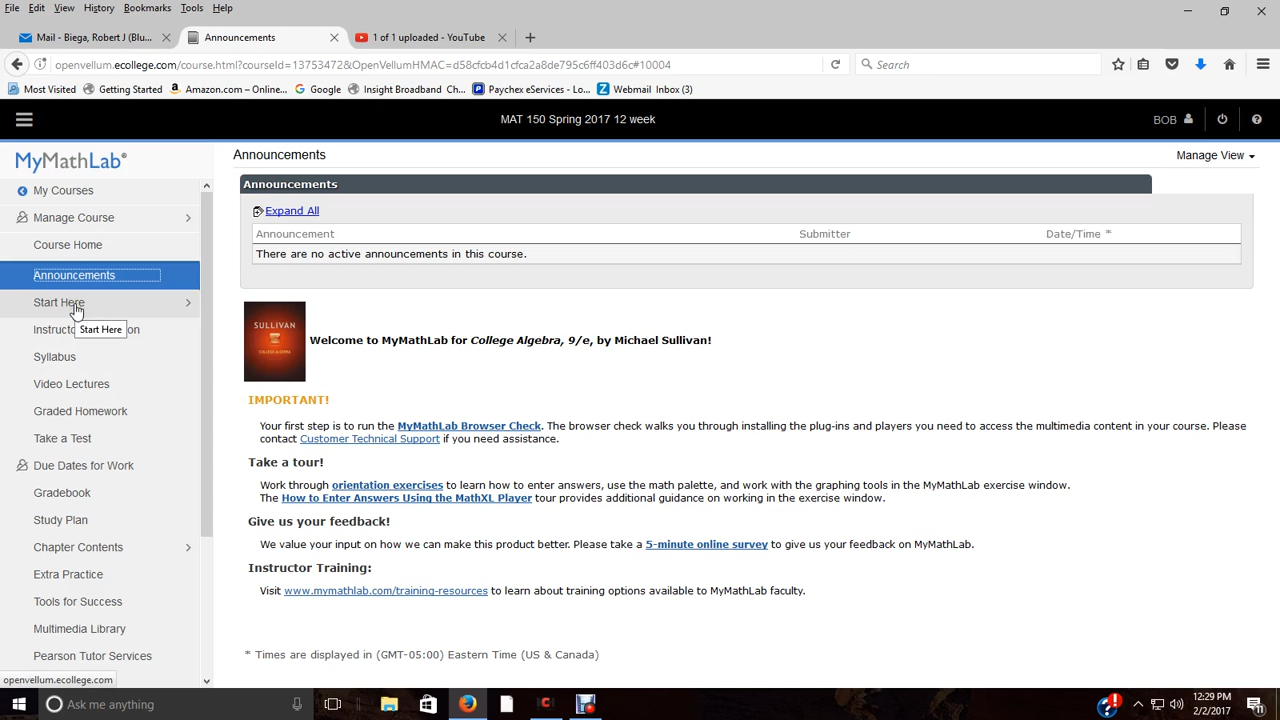 File Edit View History Bookmarks Tools Help
Mail - Biega, Robert J (Blu... Announcements 1 of 1 uploaded - YouTube
openvellum.ecollege.com/course.html?courseId=13753472&OpenVellumHMAC=d58cfcb4d1cfca2a8de795c6ff403d6c#10004 Search
Most Visited Getting Started Amazon.com – Online... Google Insight Broadband Ch... Paychex eServices - Lo... Webmail Inbox (3)
MAT 150 Spring 2017 12 week BOB
MyMathLab®
My Courses
Manage Course
Course Home
Announcements
Start Here
Start Here
Syllabus
Video Lectures
Graded Homework
Take a Test
Due Dates for Work
Gradebook
Study Plan
Chapter Contents
Extra Practice
Tools for Success
Multimedia Library
Pearson Tutor Services
openvellum.ecollege.com
Announcements Manage View
Announcements
Expand All
Announcement Submitter Date/Time *
There are no active announcements in this course.
SULLIVAN
Welcome to MyMathLab for College Algebra, 9/e, by Michael Sullivan!
IMPORTANT!
Your first step is to run the MyMathLab Browser Check. The browser check walks you through installing the plug-ins and players you need to access the multimedia content in your course. Please
contact Customer Technical Support if you need assistance.
Take a tour!
Work through orientation exercises to learn how to enter answers, use the math palette, and work with the graphing tools in the MyMathLab exercise window.
The How to Enter Answers Using the MathXL Player tour provides additional guidance on working in the exercise window.
Give us your feedback!
We value your input on how we can make this product better. Please take a 5-minute online survey to give us your feedback on MyMathLab.
Instructor Training:
Visit www.mymathlab.com/training-resources to learn about training options available to MyMathLab faculty.
* Times are displayed in (GMT-05:00) Eastern Time (US & Canada)
Ask me anything
12:29 PM
2/2/2017